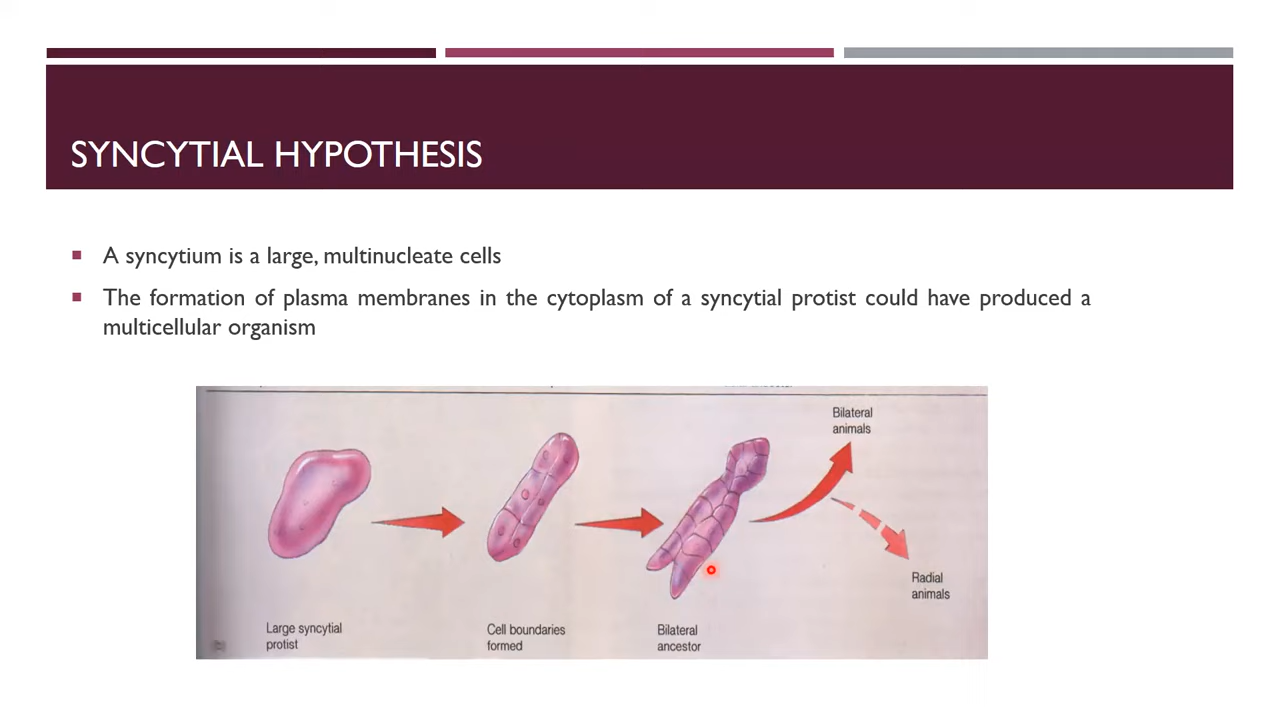 SYNCYTIAL HYPOTHESIS
A syncytium is a large, multinucleate cells
The formation of plasma membranes in the cytoplasm of a syncytial protist could have produced a
multicellular organism
Bilateral
animals
Radial
animals
Large syncytial
protist
Cell boundaries
formed
Bilateral
ancestor